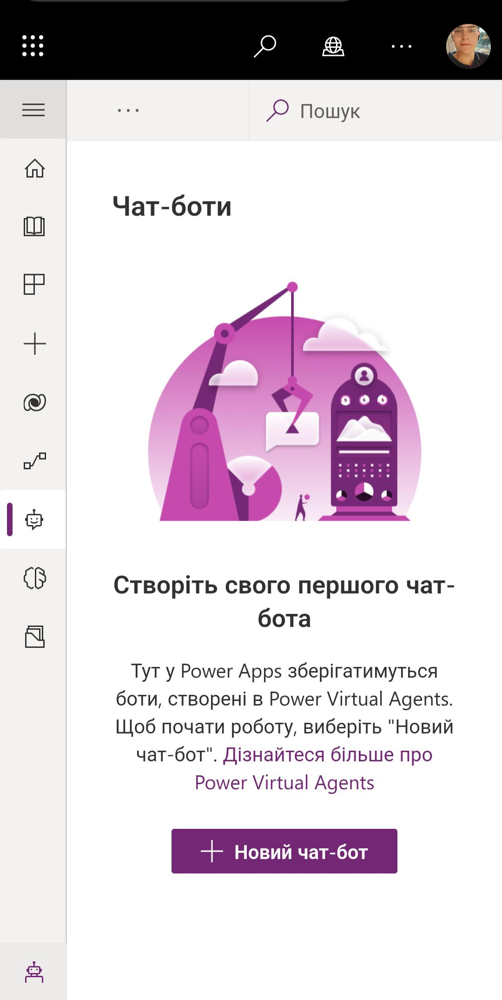 Пошук
Чат-боти
Створіть свого першого чат-
бота
Тут у Power Apps зберігатимуться
боти, створені в Power Virtual Agents.
Щоб почати роботу, виберіть "Новий
чат-бот". Дізнайтеся більше про
Power Virtual Agents
Новий чат-бот